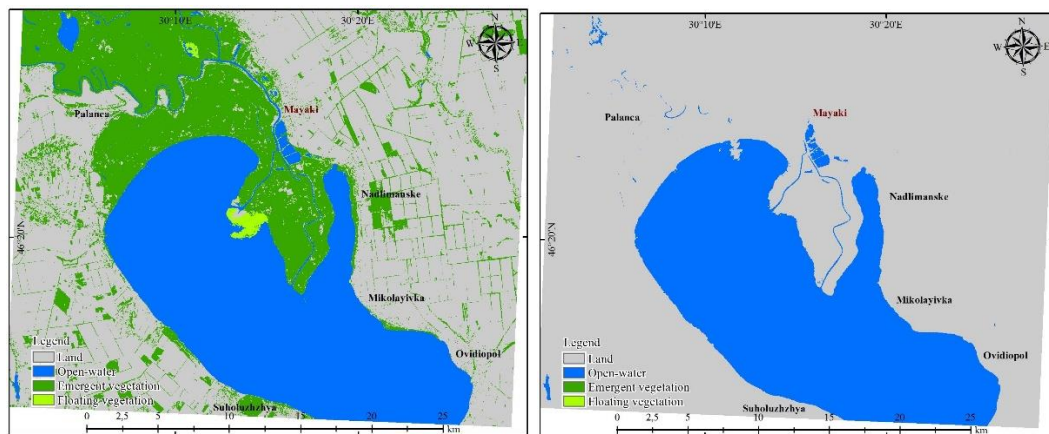 30°10'E
30°20'E
N
W E
S
Palanca
Mayaki
Nadlimanske
46°20'N
Mikolayivka
Ovidiopol
Legend
Land
Open-water
Emergent vegetation
Floating vegetation
Suholuzhzhya
0 2,5 5 10 15 20 25
km
30°10'E
30°20'E
N
W E
S
Palanca
Mayaki
Nadlimanske
46°20'N
Mikolayivka
Ovidiopol
Legend
Land
Open-water
Emergent vegetation
Floating vegetation
Suholuzhzhya
0 2,5 5 10 15 20 25
km